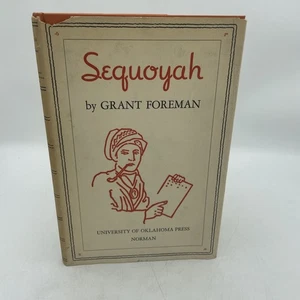 Sequoyah
by GRANT FOREMAN
UNIVERSITY OF OKLAHOMA PRESS
NORMAN